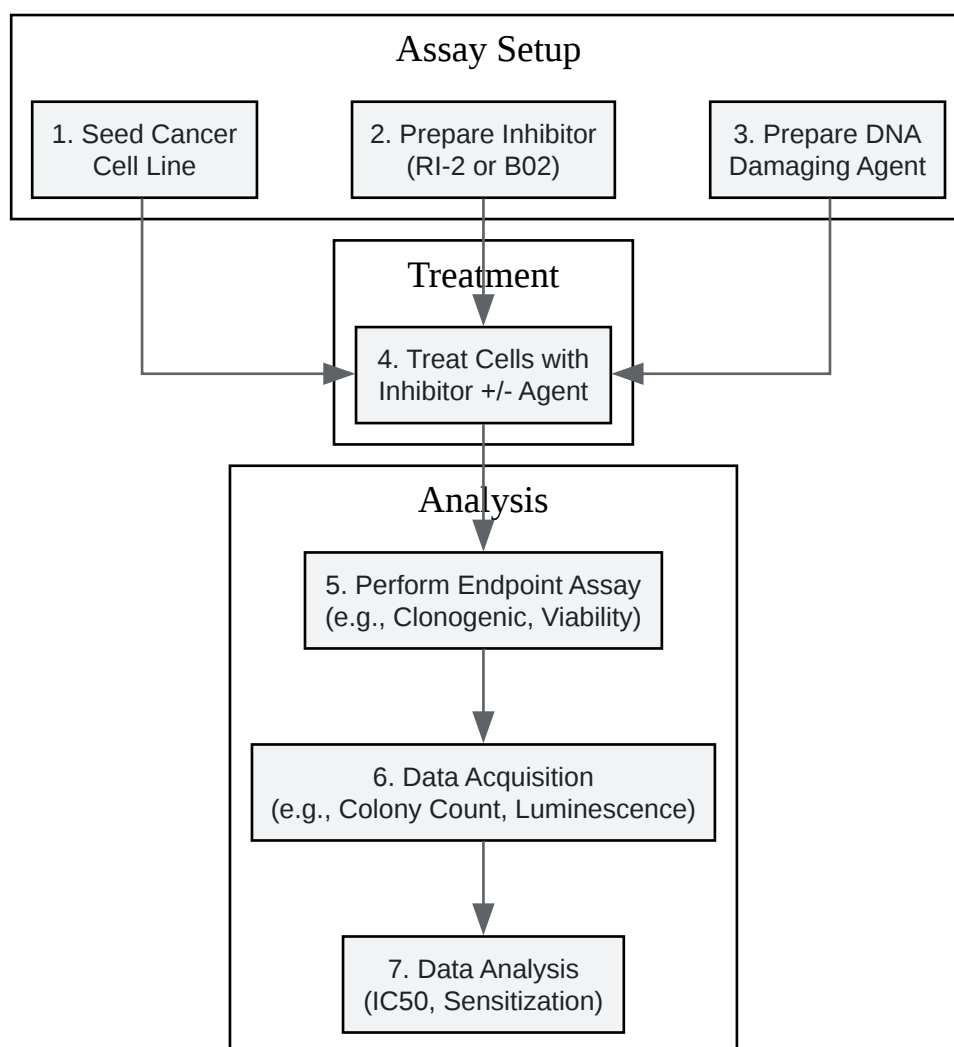 Assay Setup
1. Seed Cancer
Cell Line
2. Prepare Inhibitor
(RI-2 or B02)
3. Prepare DNA
Damaging Agent
Treatment
4. Treat Cells with
Inhibitor +/- Agent
Analysis
5. Perform Endpoint Assay
(e.g., Clonogenic, Viability)
6. Data Acquisition
(e.g., Colony Count, Luminescence)
7. Data Analysis
(IC50, Sensitization)